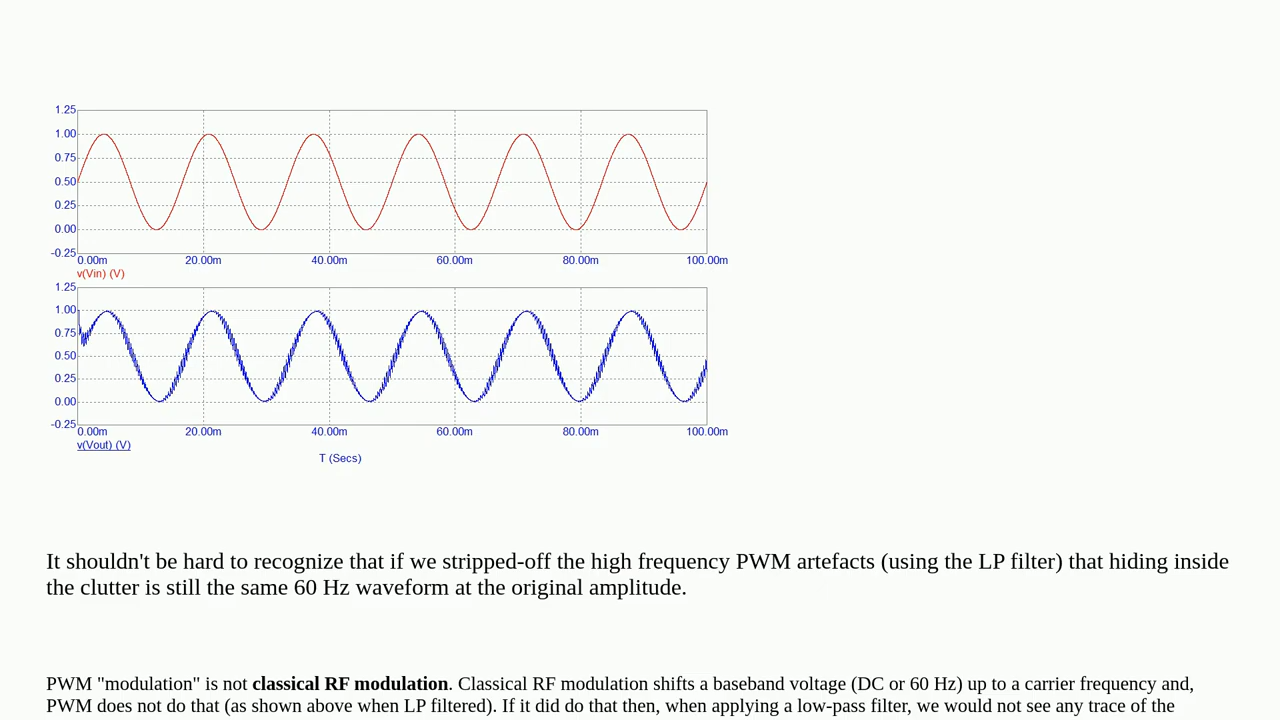 1.25
1.00
0.75
0.50
0.25
0.00
-0.25
0.00m 20.00m 40.00m 60.00m 80.00m 100.00m
v(Vin) (V)
1.25
1.00
0.75
0.50
0.25
0.00
-0.25
0.00m 20.00m 40.00m 60.00m 80.00m 100.00m
v(Vout) (V)
T (Secs)
It shouldn't be hard to recognize that if we stripped-off the high frequency PWM artefacts (using the LP filter) that hiding inside
the clutter is still the same 60 Hz waveform at the original amplitude.
PWM "modulation" is not classical RF modulation. Classical RF modulation shifts a baseband voltage (DC or 60 Hz) up to a carrier frequency and,
PWM does not do that (as shown above when LP filtered). If it did do that then, when applying a low-pass filter, we would not see any trace of the